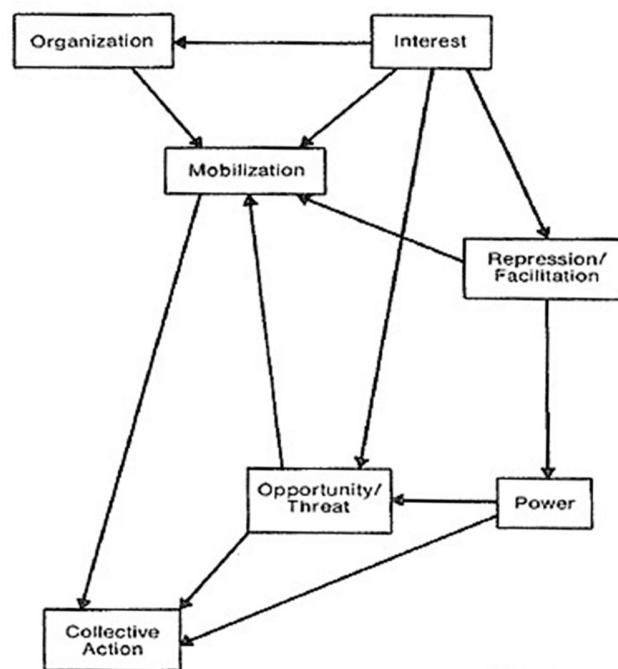 Organization
Interest
Mobilization
Repression/
Facilitation
Opportunity/
Threat
Power
Collective
Action